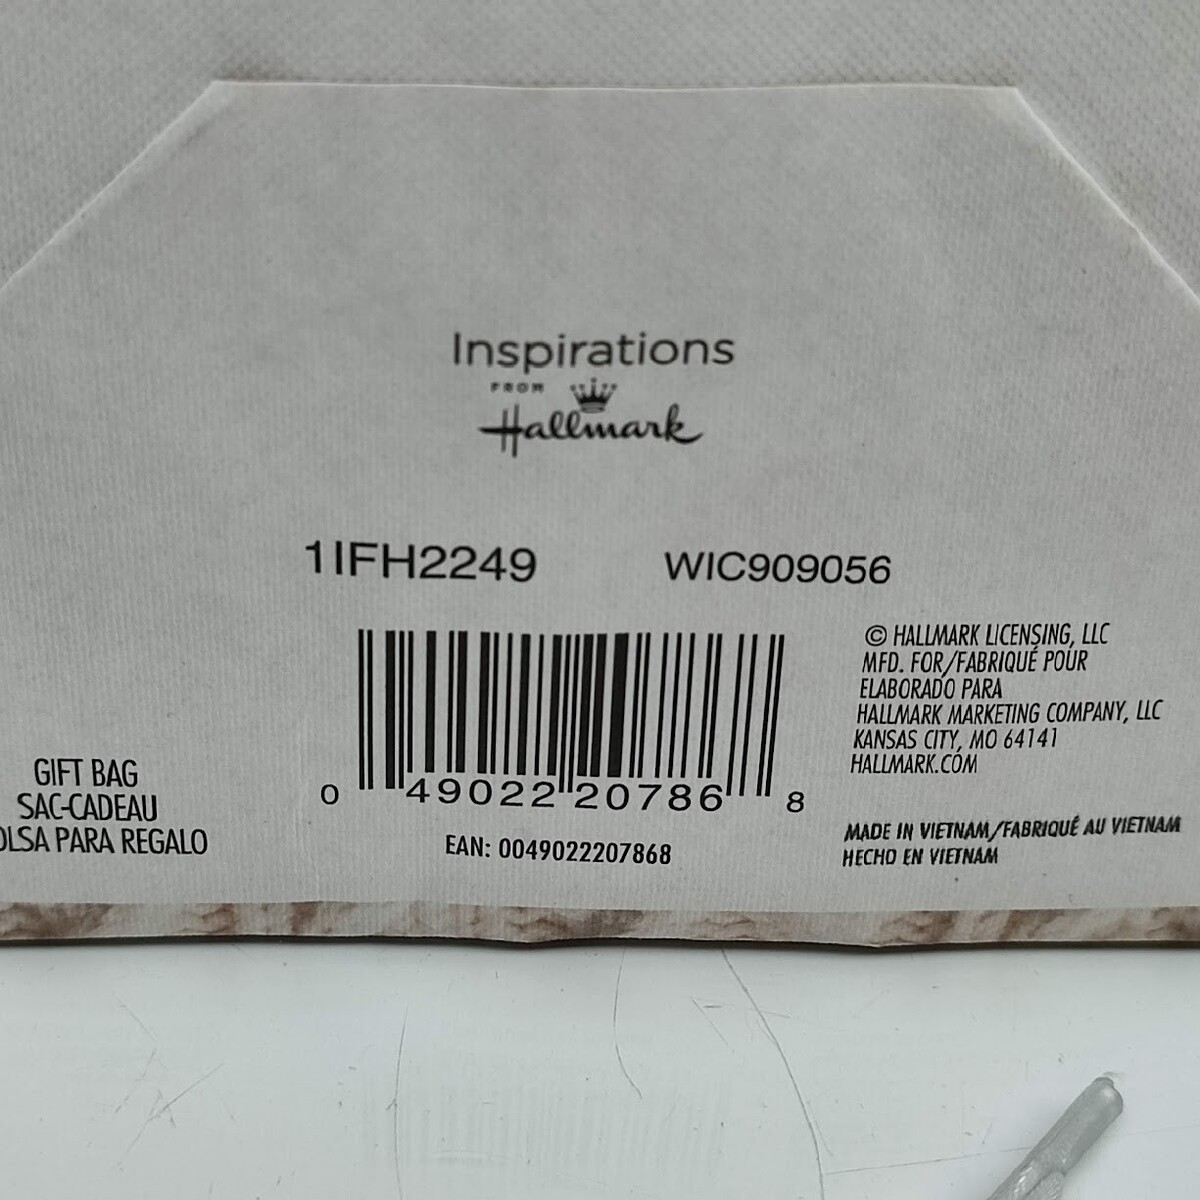 Inspirations
FROM
Hallmark
1IFH2249 WIC909056
0 49022 20786 8
EAN: 0049022207868
GIFT BAG
SAC-CADEAU
OLSA PARA REGALO
© HALLMARK LICENSING, LLC
MFD. FOR/FABRIQUÉ POUR
ELABORADO PARA
HALLMARK MARKETING COMPANY, LLC
KANSAS CITY, MO 64141
HALLMARK.COM
MADE IN VIETNAM/FABRIQUÉ AU VIETNAM
HECHO EN VIETNAM